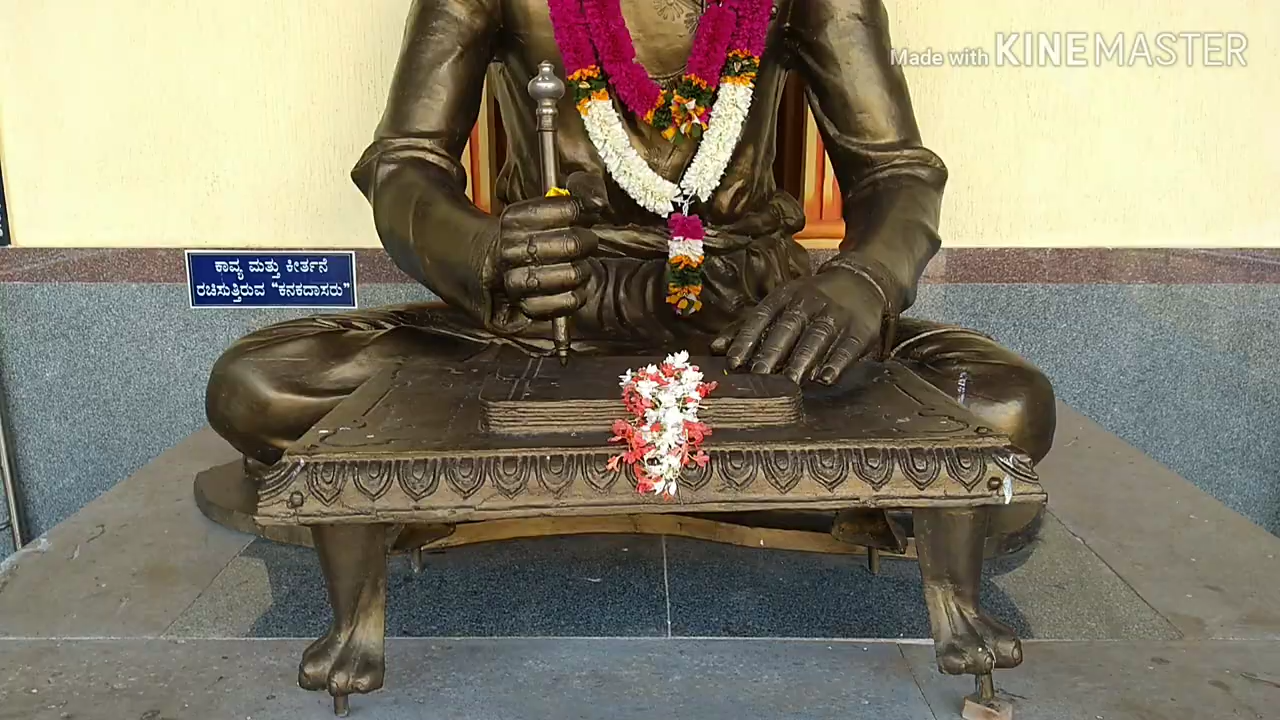 Made with KINEMASTER
ಕಾವ್ಯ ಮತ್ತು ಕೀರ್ತನೆ
ರಚಿಸುತ್ತಿರುವ "ಕನಕದಾಸರು"